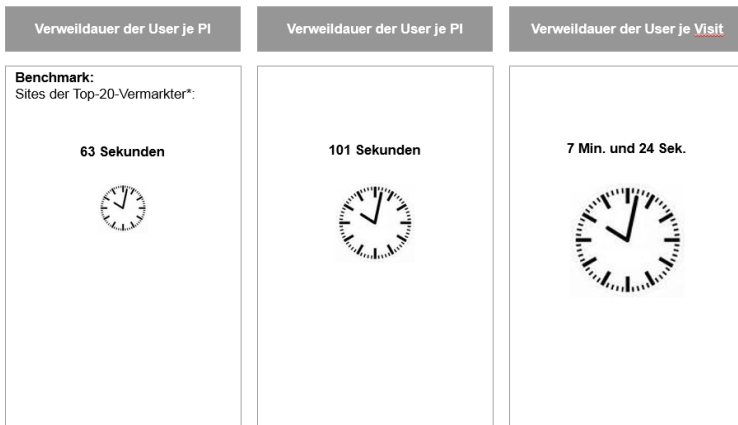 Verweildauer der User je PI
Verweildauer der User je PI
Verweildauer der User je Visit
Benchmark:
Sites der Top-20-Vermarkter*:
63 Sekunden
101 Sekunden
7 Min. und 24 Sek.